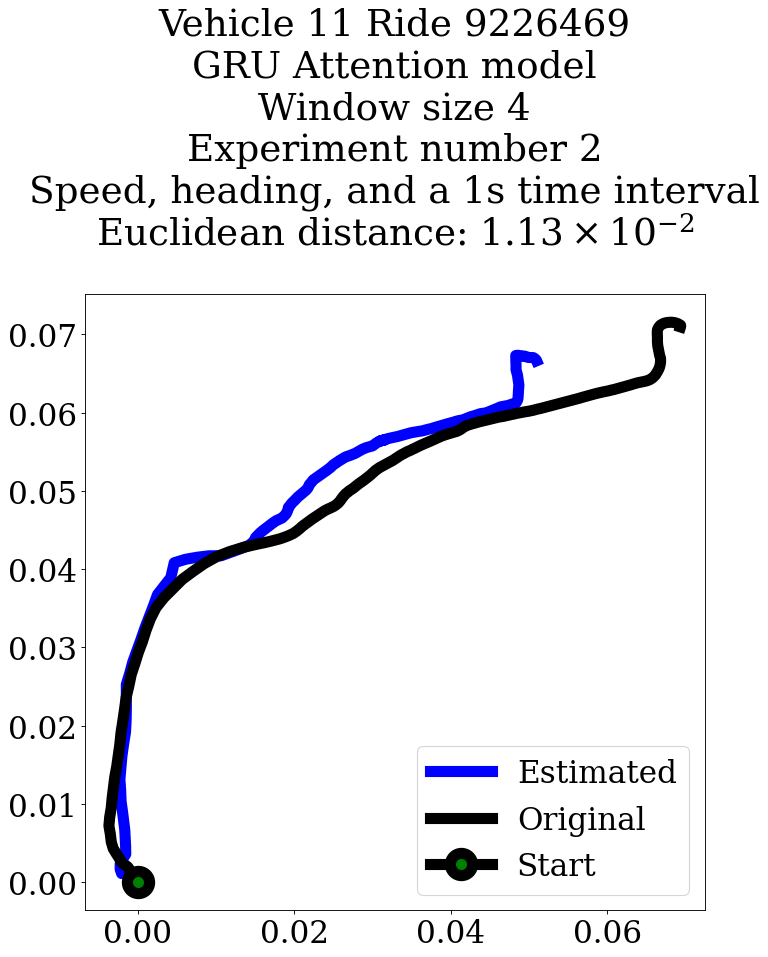 Vehicle 11 Ride 9226469
GRU Attention model
Window size 4
Experiment number 2
Speed, heading, and a 1s time interval
Euclidean distance: 1.13 × 10⁻²
0.07
0.06
0.05
0.04
0.03
0.02
0.01
0.00
Estimated
Original
Start
0.00 0.02 0.04 0.06